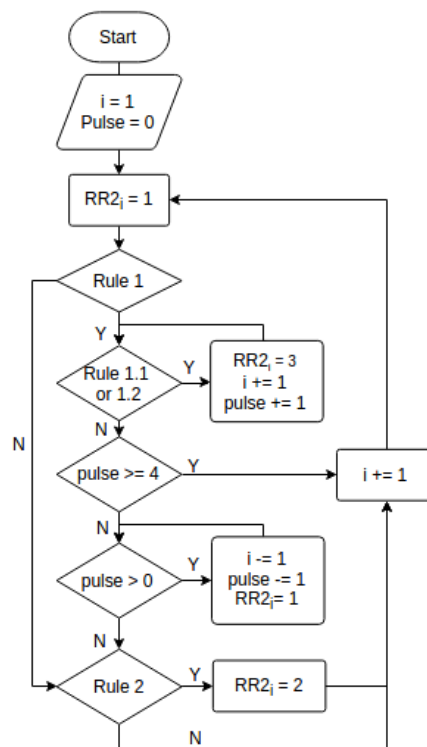 Start
i = 1
Pulse = 0
RR2i = 1
Rule 1
Y
Rule 1.1
or 1.2
Y
RR2i = 3
i += 1
pulse += 1
N
N
pulse >= 4
Y
i += 1
N
pulse > 0
Y
i -= 1
pulse -= 1
RR2i= 1
N
Rule 2
Y
RR2i = 2
N